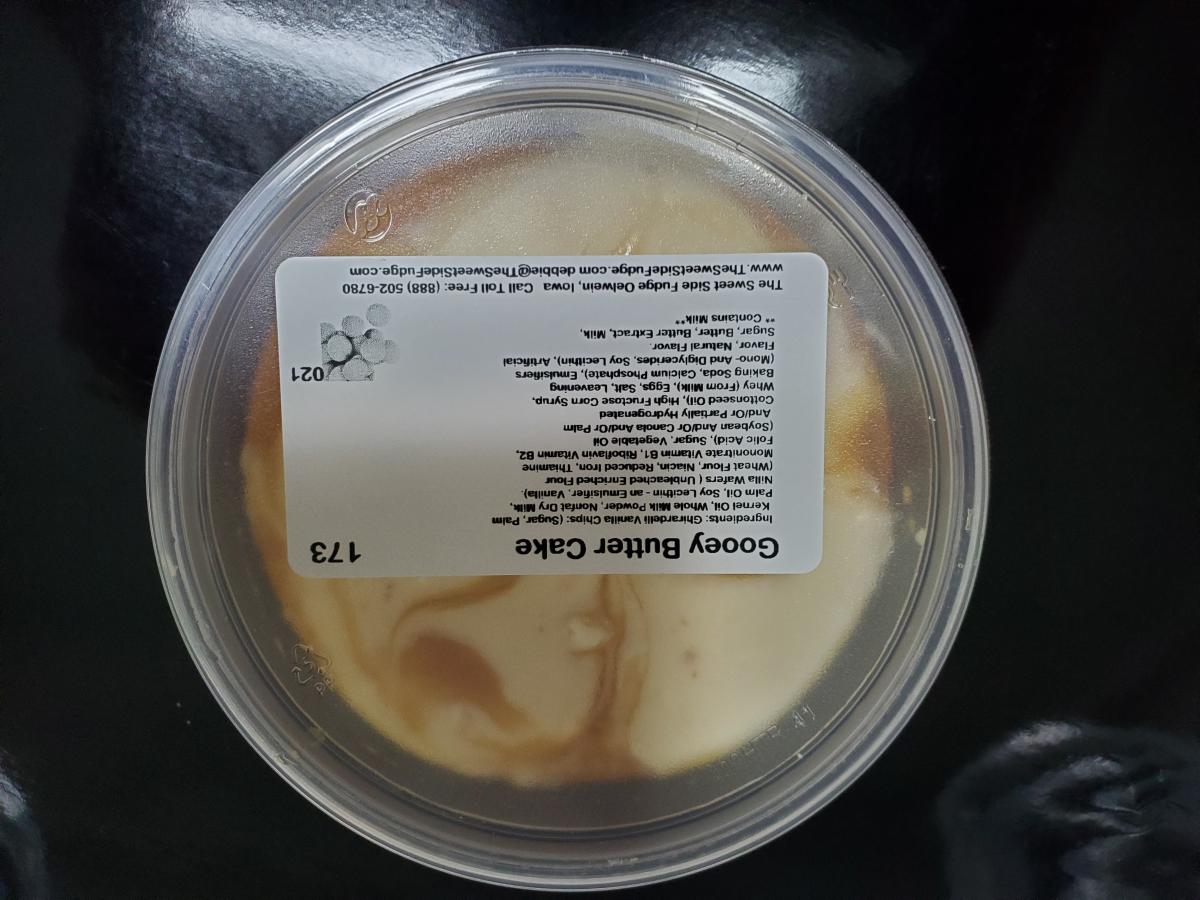 Gooey Butter Cake 173
Ingredients: Ghirardelli Vanilla Chips: (Sugar, Palm
Kernel Oil, Whole Milk Powder, Nonfat Dry Milk,
Palm Oil, Soy Lecithin - an Emulsifier, Vanilla).
Nilla Wafers ( Unbleached Enriched Flour
(Wheat Flour, Niacin, Reduced Iron, Thiamine
Mononitrate Vitamin B1, Riboflavin Vitamin B2,
Folic Acid), Sugar, Vegetable Oil
(Soybean And/Or Canola And/Or Palm
And/Or Partially Hydrogenated
Cottonseed Oil), High Fructose Corn Syrup,
Whey (From Milk), Eggs, Salt, Leavening
Baking Soda, Calcium Phosphate), Emulsifiers
(Mono- And Diglycerides, Soy Lecithin), Artificial
Flavor, Natural Flavor.
Sugar, Butter, Butter Extract, Milk,
** Contains Milk**
021
The Sweet Side Fudge Oelwein, Iowa Call Toll Free: (888) 502-6780
www.TheSweetSideFudge.com debbie@TheSweetSideFudge.com